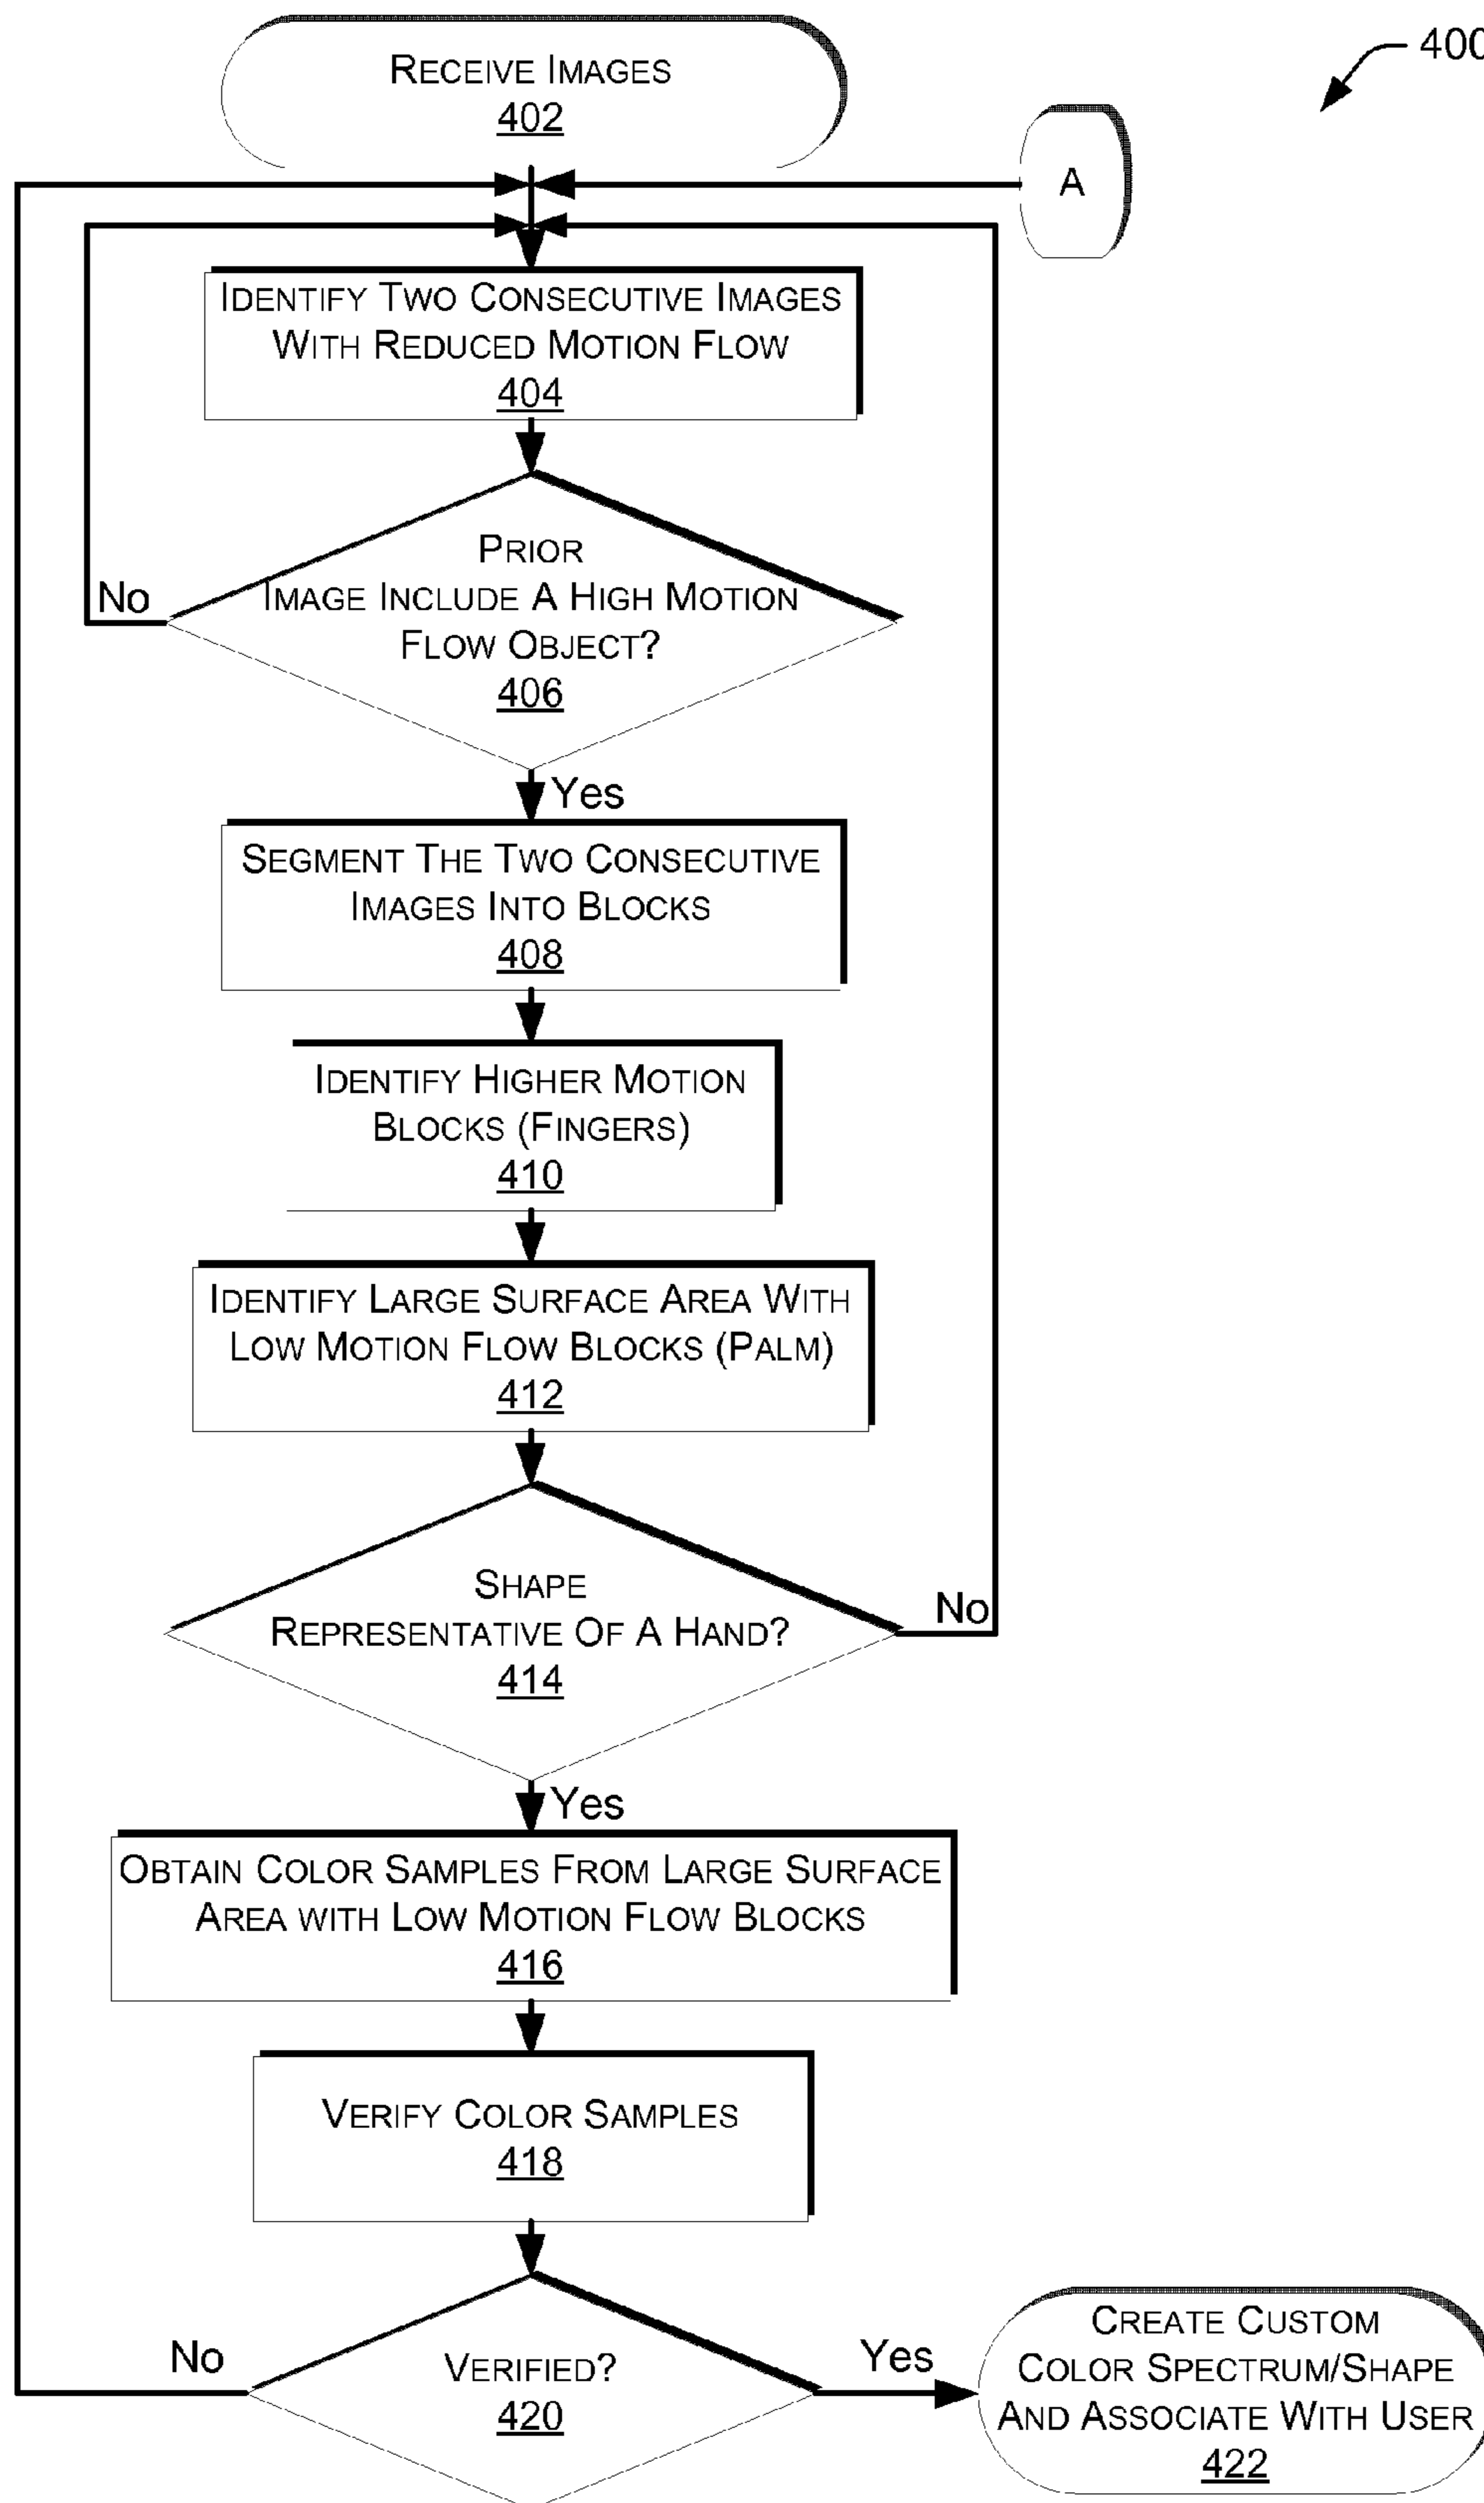 RECEIVE IMAGES
402
400
A
IDENTIFY TWO CONSECUTIVE IMAGES
WITH REDUCED MOTION FLOW
404
PRIOR
IMAGE INCLUDE A HIGH MOTION
FLOW OBJECT?
406
No
Yes
SEGMENT THE TWO CONSECUTIVE
IMAGES INTO BLOCKS
408
IDENTIFY HIGHER MOTION
BLOCKS (FINGERS)
410
IDENTIFY LARGE SURFACE AREA WITH
LOW MOTION FLOW BLOCKS (PALM)
412
SHAPE
REPRESENTATIVE OF A HAND?
414
No
Yes
OBTAIN COLOR SAMPLES FROM LARGE SURFACE
AREA WITH LOW MOTION FLOW BLOCKS
416
VERIFY COLOR SAMPLES
418
VERIFIED?
420
No
Yes
CREATE CUSTOM
COLOR SPECTRUM/SHAPE
AND ASSOCIATE WITH USER
422